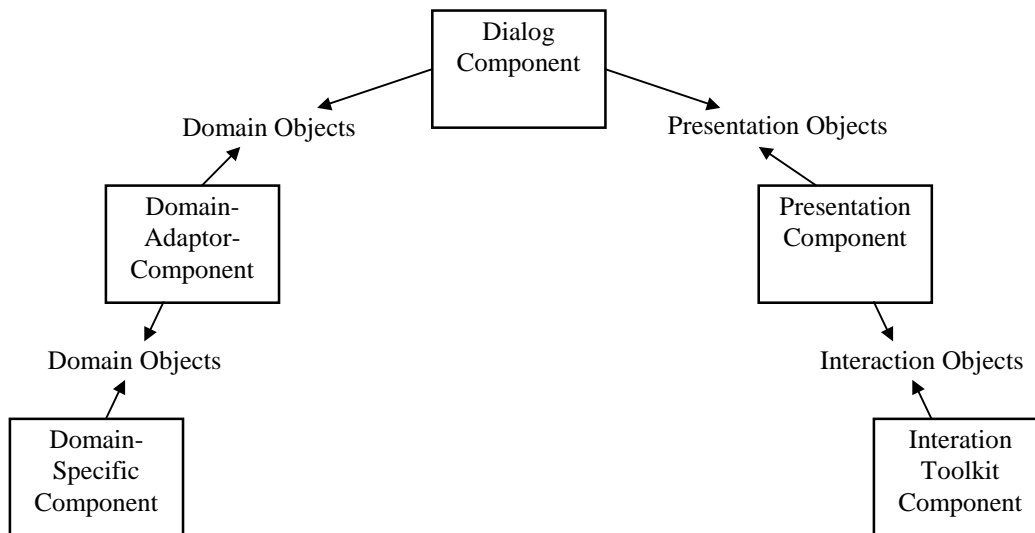 Dialog
Component
Domain Objects
Presentation Objects
Domain-
Adaptor-
Component
Presentation
Component
Domain Objects
Interaction Objects
Domain-
Specific
Component
Interation
Toolkit
Component